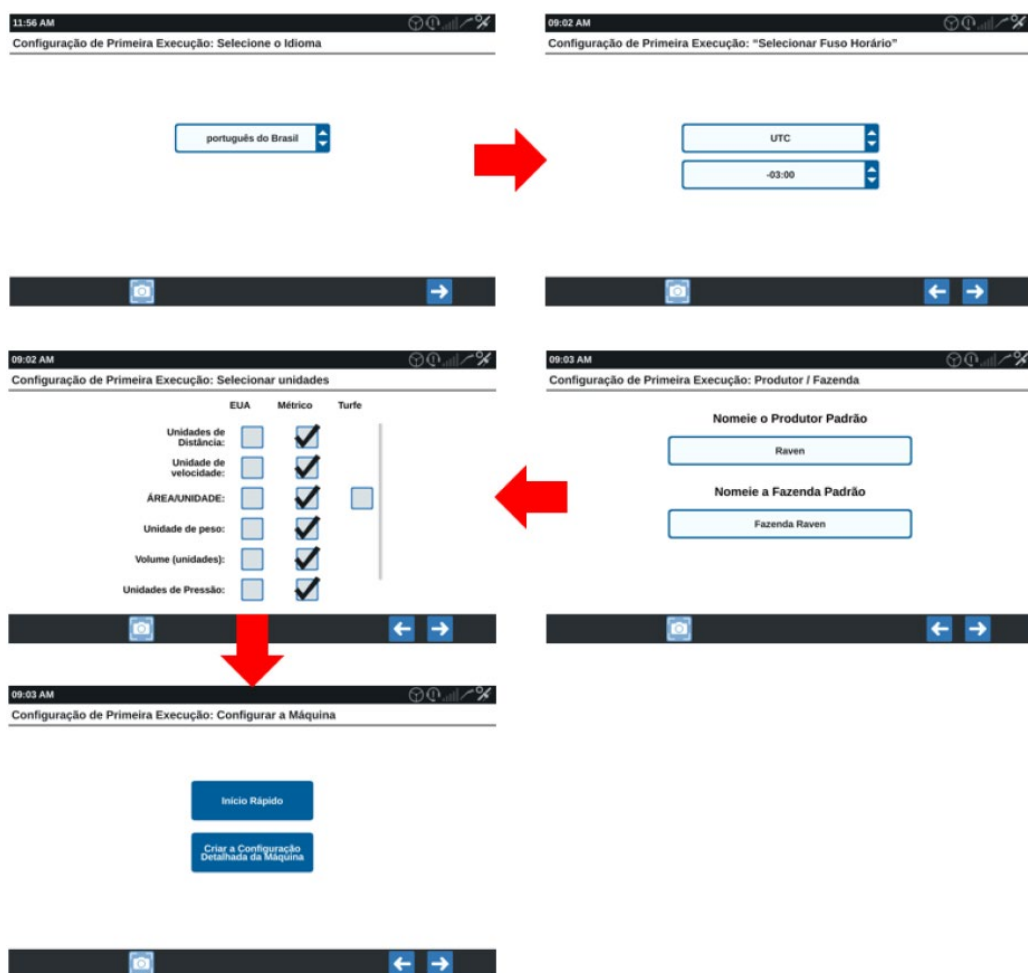 11:56 AM
Configuração de Primeira Execução: Selecione o Idioma
português do Brasil
09:02 AM
Configuração de Primeira Execução: “Selecionar Fuso Horário”
UTC
-03:00
09:02 AM
Configuração de Primeira Execução: Selecionar unidades
EUA Métrico Turfe
Unidades de
Distância:
Unidade de
velocidade:
ÁREA/UNIDADE:
Unidade de peso:
Volume (unidades):
Unidades de Pressão:
09:03 AM
Configuração de Primeira Execução: Produtor / Fazenda
Nomeie o Produtor Padrão
Raven
Nomeie a Fazenda Padrão
Fazenda Raven
09:03 AM
Configuração de Primeira Execução: Configurar a Máquina
Início Rápido
Criar a Configuração
Detalhada da Máquina